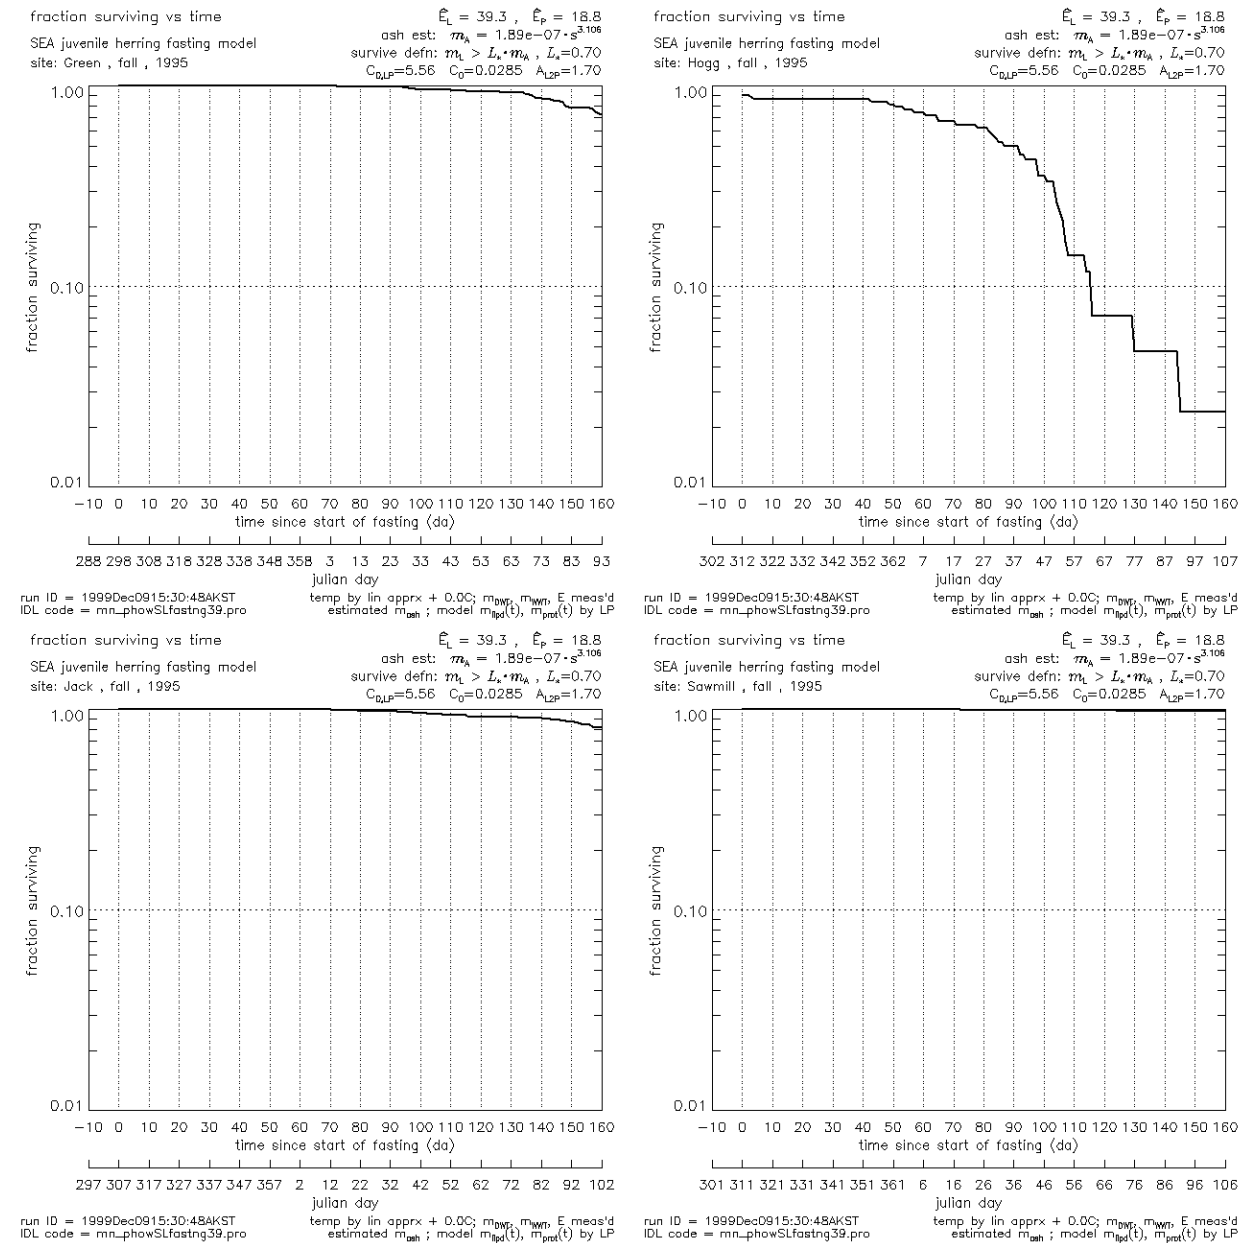 fraction surviving vs time
Ê_L = 39.3 , Ê_P = 18.8
SEA juvenile herring fasting model
ash est: m_A = 1.89e−07·s^3.106
site: Green , fall , 1995
survive defn: m_L > L_*·m_A , L_*=0.70
C_D,LP=5.56 C_0=0.0285 A_L2P=1.70
1.00
0.10
0.01
fraction surviving
−10 0 10 20 30 40 50 60 70 80 90 100 110 120 130 140 150 160
time since start of fasting (da)
288 298 308 318 328 338 348 358 3 13 23 33 43 53 63 73 83 93
julian day
run ID = 1999Dec0915:30:48AKST
temp by lin apprx + 0.0C; m_DWT, m_WWT, E meas'd
IDL code = mn_phowSLfastng39.pro
estimated m_ash ; model m_lipd(t), m_prot(t) by LP
fraction surviving vs time
Ê_L = 39.3 , Ê_P = 18.8
SEA juvenile herring fasting model
ash est: m_A = 1.89e−07·s^3.106
site: Hogg , fall , 1995
survive defn: m_L > L_*·m_A , L_*=0.70
C_D,LP=5.56 C_0=0.0285 A_L2P=1.70
1.00
0.10
0.01
fraction surviving
−10 0 10 20 30 40 50 60 70 80 90 100 110 120 130 140 150 160
time since start of fasting (da)
302 312 322 332 342 352 362 7 17 27 37 47 57 67 77 87 97 107
julian day
run ID = 1999Dec0915:30:48AKST
temp by lin apprx + 0.0C; m_DWT, m_WWT, E meas'd
IDL code = mn_phowSLfastng39.pro
estimated m_ash ; model m_lipd(t), m_prot(t) by LP
fraction surviving vs time
Ê_L = 39.3 , Ê_P = 18.8
SEA juvenile herring fasting model
ash est: m_A = 1.89e−07·s^3.106
site: Jack , fall , 1995
survive defn: m_L > L_*·m_A , L_*=0.70
C_D,LP=5.56 C_0=0.0285 A_L2P=1.70
1.00
0.10
0.01
fraction surviving
−10 0 10 20 30 40 50 60 70 80 90 100 110 120 130 140 150 160
time since start of fasting (da)
297 307 317 327 337 347 357 2 12 22 32 42 52 62 72 82 92 102
julian day
run ID = 1999Dec0915:30:48AKST
temp by lin apprx + 0.0C; m_DWT, m_WWT, E meas'd
IDL code = mn_phowSLfastng39.pro
estimated m_ash ; model m_lipd(t), m_prot(t) by LP
fraction surviving vs time
Ê_L = 39.3 , Ê_P = 18.8
SEA juvenile herring fasting model
ash est: m_A = 1.89e−07·s^3.106
site: Sawmill , fall , 1995
survive defn: m_L > L_*·m_A , L_*=0.70
C_D,LP=5.56 C_0=0.0285 A_L2P=1.70
1.00
0.10
0.01
fraction surviving
−10 0 10 20 30 40 50 60 70 80 90 100 110 120 130 140 150 160
time since start of fasting (da)
301 311 321 331 341 351 361 6 16 26 36 46 56 66 76 86 96 106
julian day
run ID = 1999Dec0915:30:48AKST
temp by lin apprx + 0.0C; m_DWT, m_WWT, E meas'd
IDL code = mn_phowSLfastng39.pro
estimated m_ash ; model m_lipd(t), m_prot(t) by LP